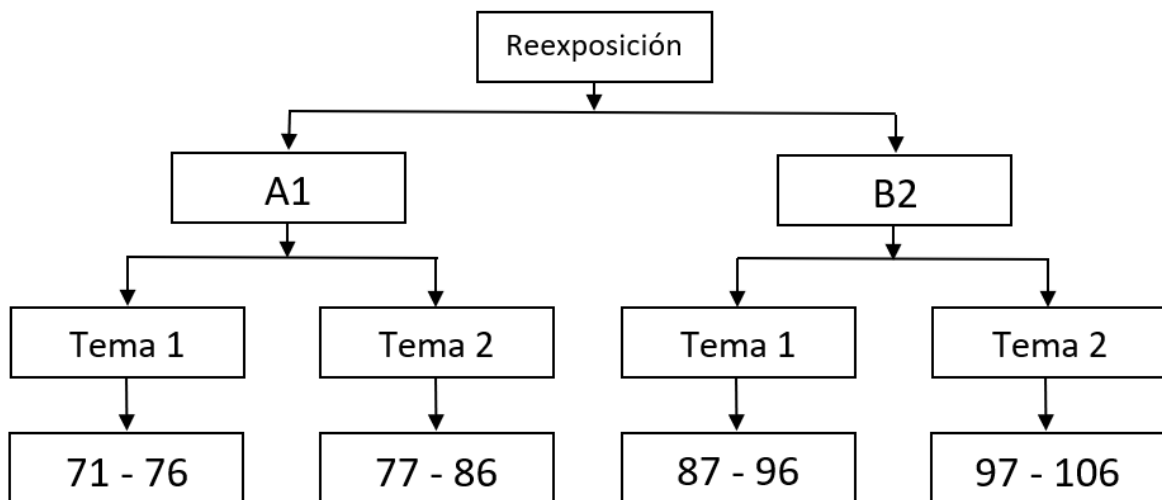 Reexposición
A1
B2
Tema 1
Tema 2
Tema 1
Tema 2
71 - 76
77 - 86
87 - 96
97 - 106